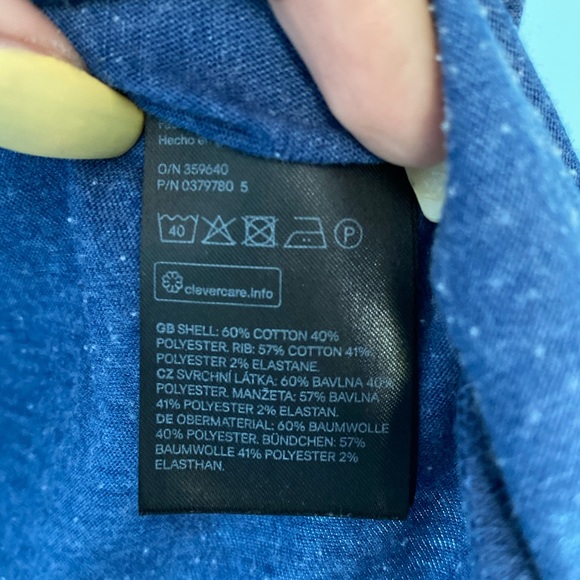 Hecho e
O/N 359640
P/N 0379780 5
40 P
clevercare.info
GB SHELL: 60% COTTON 40%
POLYESTER. RIB: 57% COTTON 41%
POLYESTER 2% ELASTANE.
CZ SVRCHNÍ LÁTKA: 60% BAVLNA 40%
POLYESTER. MANŽETA: 57% BAVLNA
41% POLYESTER 2% ELASTAN.
DE OBERMATERIAL: 60% BAUMWOLLE
40% POLYESTER. BÜNDCHEN: 57%
BAUMWOLLE 41% POLYESTER 2%
ELASTHAN.